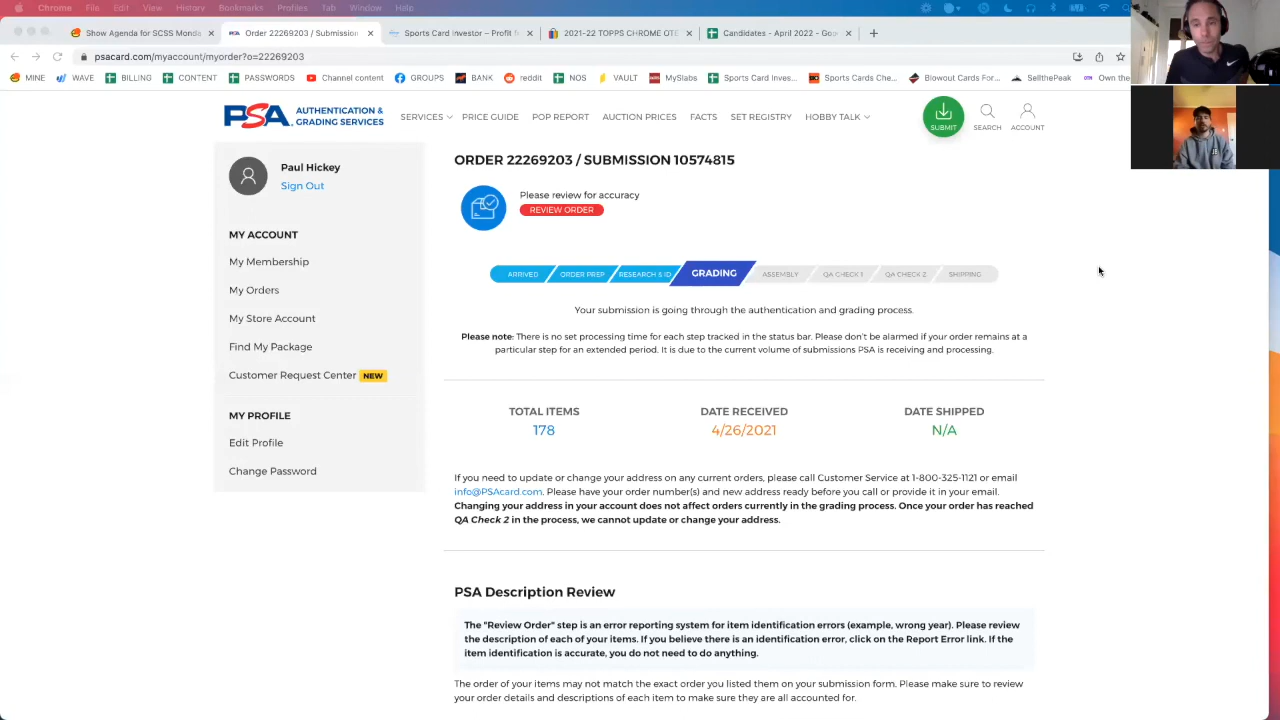 Chrome File Edit View History Bookmarks Profiles Tab Window Help
Show Agenda for SCSS Monda
Order 22269203 / Submission
Sports Card Investor – Profit f
2021-22 TOPPS CHROME OTE
Candidates - April 2022 - Goo
psacard.com/myaccount/myorder?o=22269203
MINE WAVE BILLING CONTENT PASSWORDS Channel content GROUPS BANK reddit NOS VAULT MySlabs Sports Card Inves... Sports Cards Che... Blowout Cards For... SellthePeak Own the
PSA AUTHENTICATION &
GRADING SERVICES
SERVICES PRICE GUIDE POP REPORT AUCTION PRICES FACTS SET REGISTRY HOBBY TALK
SUBMIT SEARCH ACCOUNT
Paul Hickey
Sign Out
MY ACCOUNT
My Membership
My Orders
My Store Account
Find My Package
Customer Request Center NEW
MY PROFILE
Edit Profile
Change Password
ORDER 22269203 / SUBMISSION 10574815
Please review for accuracy
REVIEW ORDER
ARRIVED ORDER PREP RESEARCH & ID GRADING ASSEMBLY QA CHECK 1 QA CHECK 2 SHIPPING
Your submission is going through the authentication and grading process.
Please note: There is no set processing time for each step tracked in the status bar. Please don't be alarmed if your order remains at a
particular step for an extended period. It is due to the current volume of submissions PSA is receiving and processing.
TOTAL ITEMS DATE RECEIVED DATE SHIPPED
178 4/26/2021 N/A
If you need to update or change your address on any current orders, please call Customer Service at 1-800-325-1121 or email
info@PSAcard.com. Please have your order number(s) and new address ready before you call or provide it in your email.
Changing your address in your account does not affect orders currently in the grading process. Once your order has reached
QA Check 2 in the process, we cannot update or change your address.
PSA Description Review
The "Review Order" step is an error reporting system for item identification errors (example, wrong year). Please review
the description of each of your items. If you believe there is an identification error, click on the Report Error link. If the
item identification is accurate, you do not need to do anything.
The order of your items may not match the exact order you listed them on your submission form. Please make sure to review
your order details and descriptions of each item to make sure they are all accounted for.